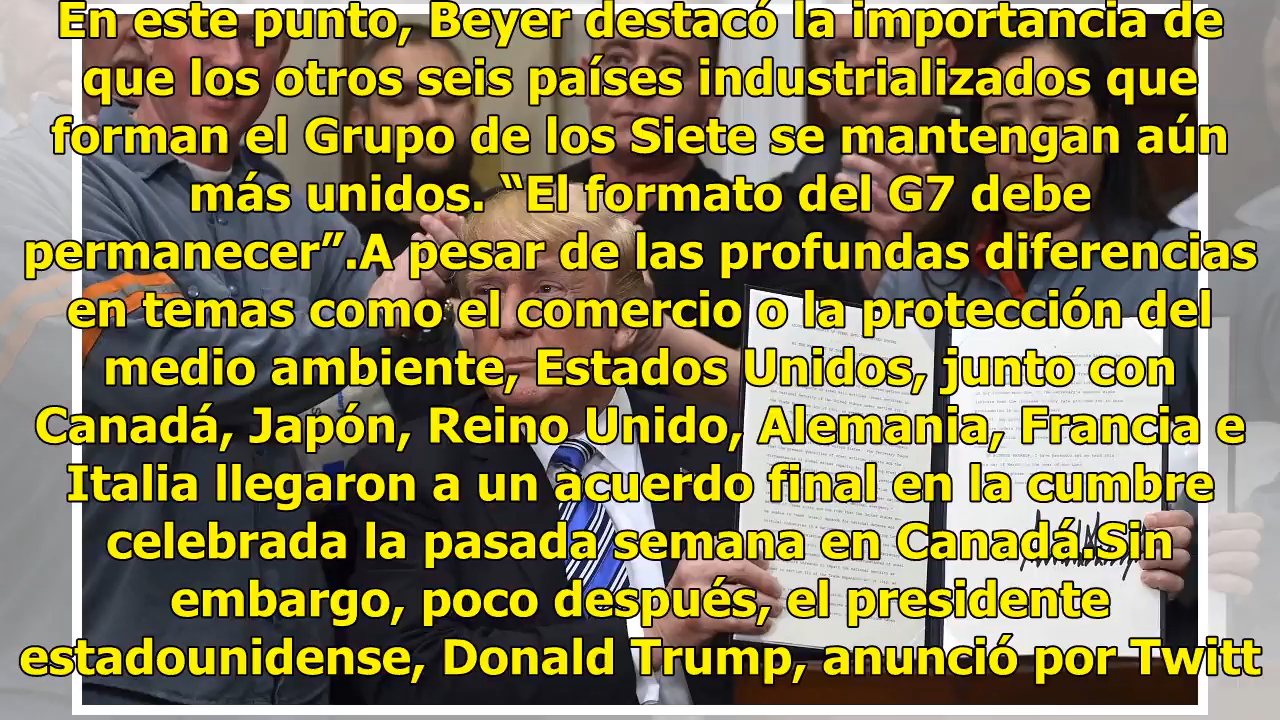 En este punto, Beyer destacó la importancia de
que los otros seis países industrializados que
forman el Grupo de los Siete se mantengan aún
más unidos. “El formato del G7 debe
permanecer”.A pesar de las profundas diferencias
en temas como el comercio o la protección del
medio ambiente, Estados Unidos, junto con
Canadá, Japón, Reino Unido, Alemania, Francia e
Italia llegaron a un acuerdo final en la cumbre
celebrada la pasada semana en Canadá.Sin
embargo, poco después, el presidente
estadounidense, Donald Trump, anunció por Twitt